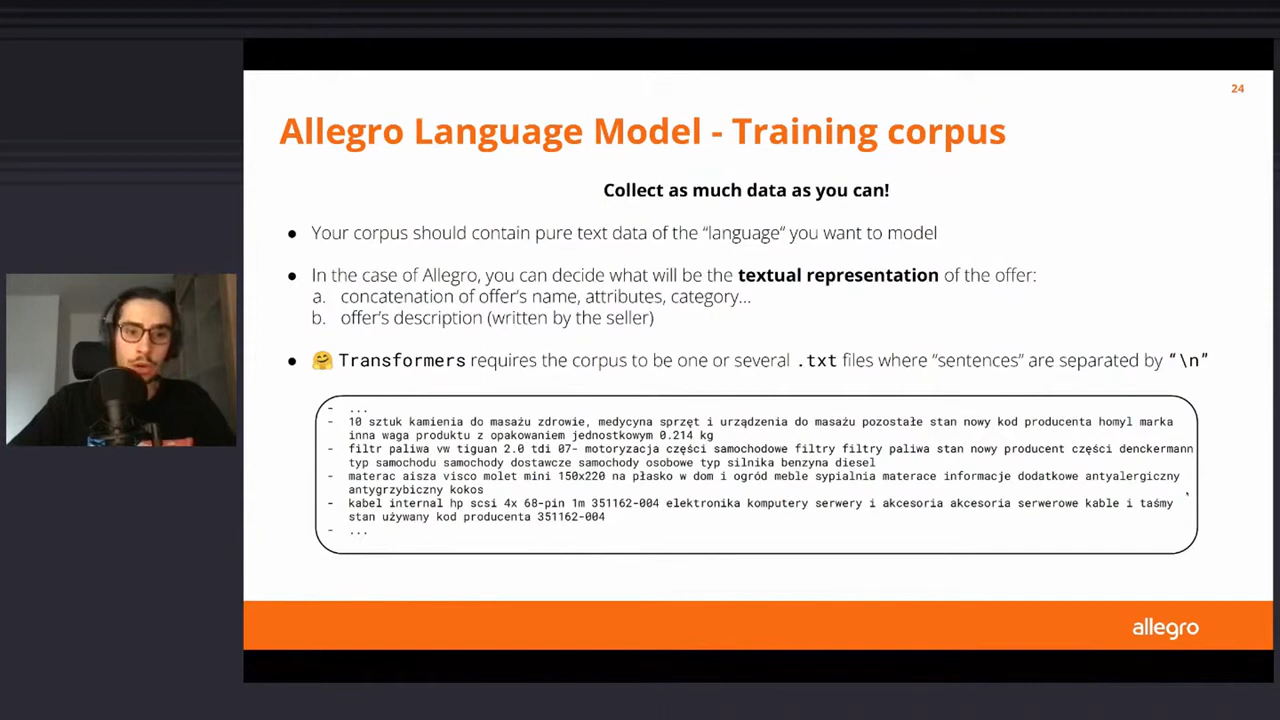 24
Allegro Language Model - Training corpus
Collect as much data as you can!
● Your corpus should contain pure text data of the “language“ you want to model
● In the case of Allegro, you can decide what will be the textual representation of the offer:
a. concatenation of offer's name, attributes, category...
b. offer's description (written by the seller)
● 🤗 Transformers requires the corpus to be one or several .txt files where “sentences” are separated by “\n”
- ...
- 10 sztuk kamienia do masażu zdrowie, medycyna sprzęt i urządzenia do masażu pozostałe stan nowy kod producenta homyl marka
inna waga produktu z opakowaniem jednostkowym 0.214 kg
- filtr paliwa vw tiguan 2.0 tdi 07- motoryzacja części samochodowe filtry filtry paliwa stan nowy producent części denckermann
typ samochodu samochody dostawcze samochody osobowe typ silnika benzyna diesel
- materac aisza visco molet mini 150x220 na płasko w dom i ogród meble sypialnia materace informacje dodatkowe antyalergiczny
antygrzybiczny kokos
- kabel internal hp scsi 4x 68-pin 1m 351162-004 elektronika komputery serwery i akcesoria akcesoria serwerowe kable i taśmy
stan używany kod producenta 351162-004
- ...
allegro